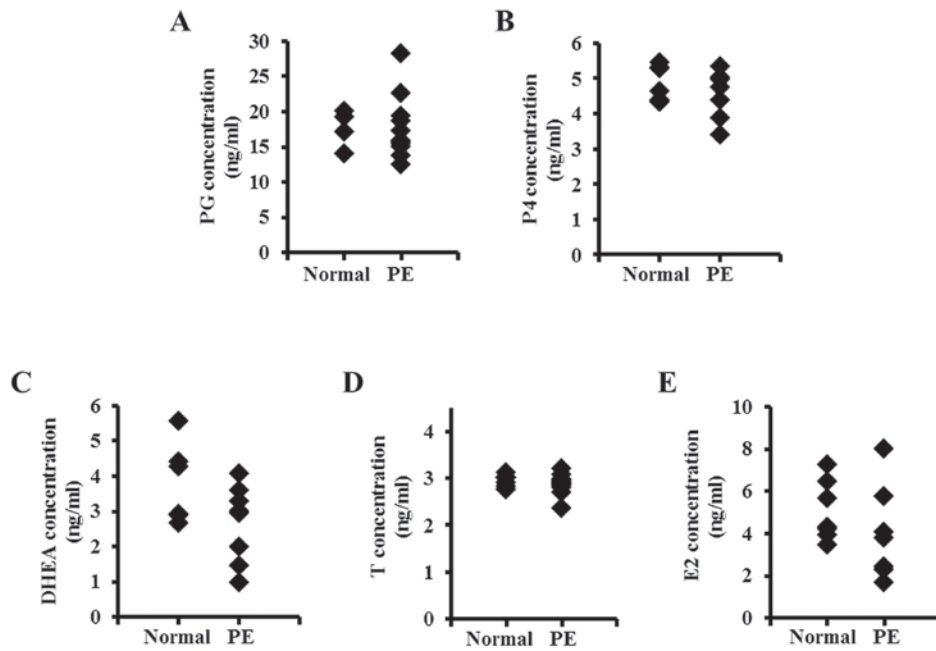 A
PG concentration
(ng/ml)
30
25
20
15
10
5
0
Normal PE
B
P4 concentration
(ng/ml)
6
5
4
3
2
1
0
Normal PE
C
DHEA concentration
(ng/ml)
6
5
4
3
2
1
0
Normal PE
D
T concentration
(ng/ml)
4
3
2
1
0
Normal PE
E
E2 concentration
(ng/ml)
10
8
6
4
2
0
Normal PE